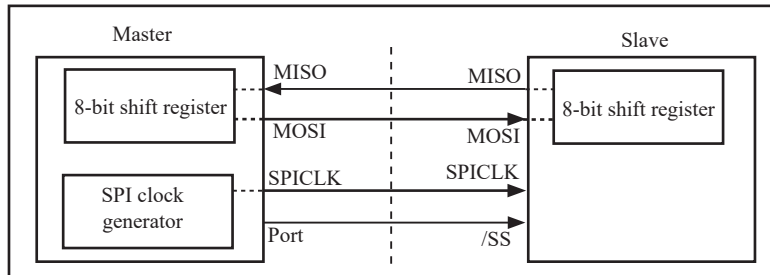 Master
Slave
MISO
MISO
8-bit shift register
8-bit shift register
MOSI
MOSI
SPICLK
SPICLK
SPI clock
generator
Port
/SS